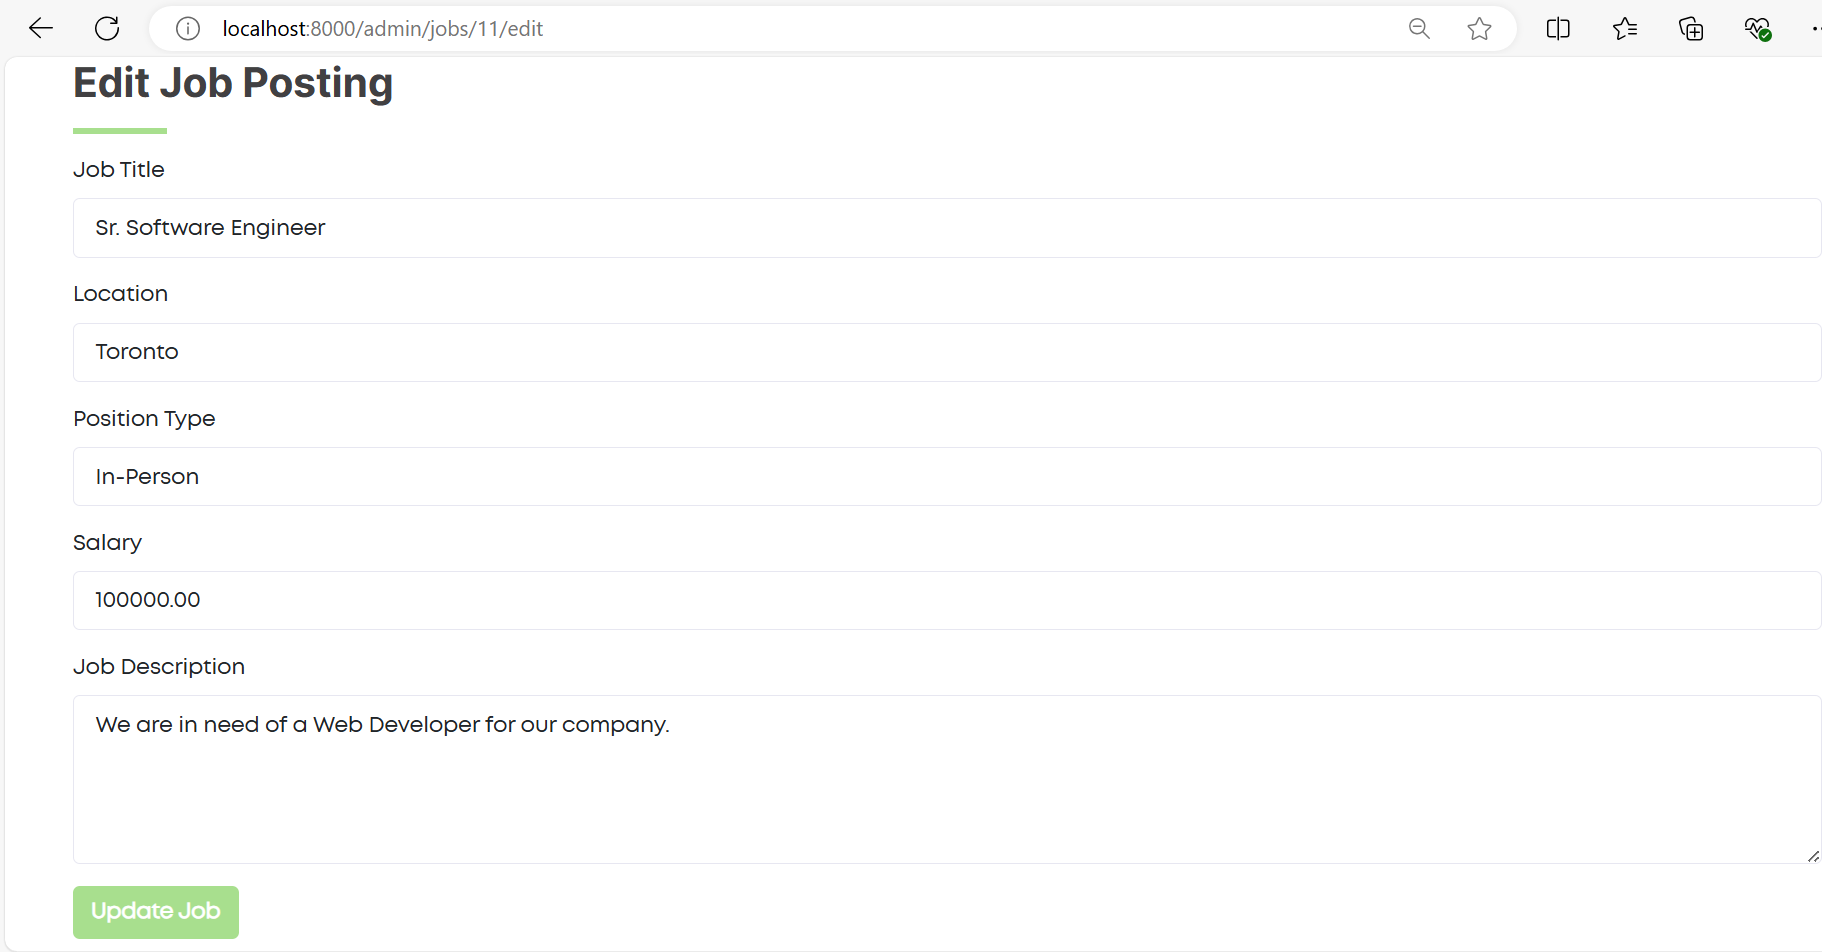 localhost:8000/admin/jobs/11/edit
Edit Job Posting
Job Title
Sr. Software Engineer
Location
Toronto
Position Type
In-Person
Salary
100000.00
Job Description
We are in need of a Web Developer for our company.
Update Job